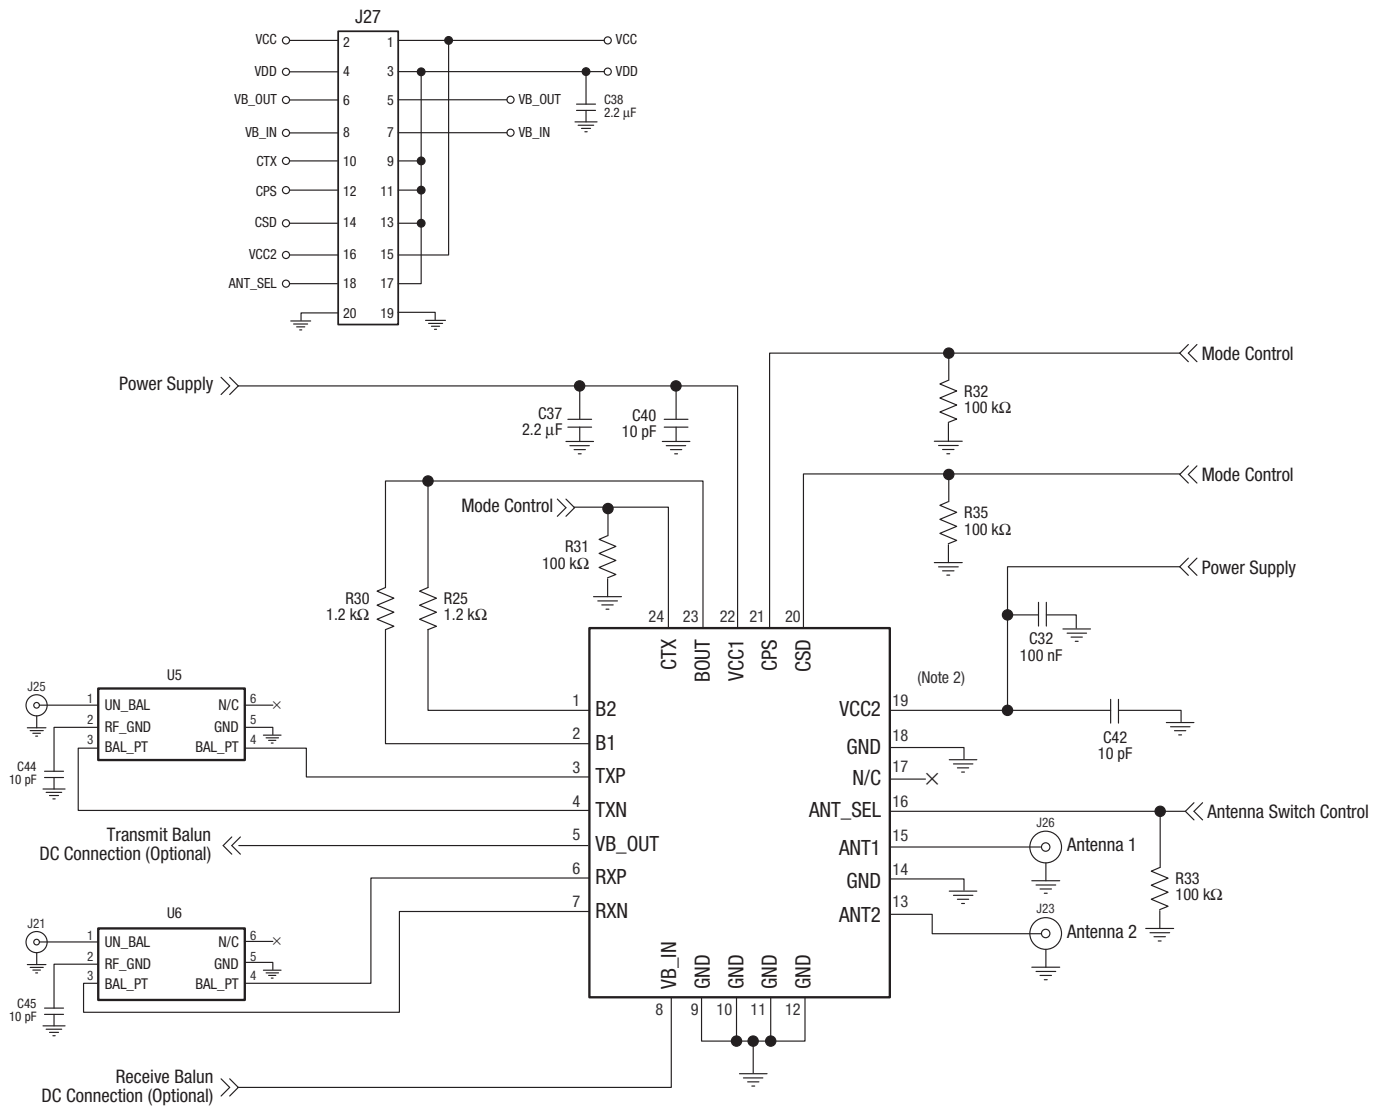 J27
VCC 2 1 VCC
VDD 4 3 VDD
VB_OUT 6 5 VB_OUT
C38
2.2 µF
VB_IN 8 7 VB_IN
CTX 10 9
CPS 12 11
CSD 14 13
VCC2 16 15
ANT_SEL 18 17
20 19
Mode Control
R32
100 kΩ
Power Supply
C37
2.2 µF
C40
10 pF
Mode Control
R35
100 kΩ
Mode Control
R31
100 kΩ
Power Supply
C32
100 nF
R30
1.2 kΩ
R25
1.2 kΩ
24 23 22 21 20
CTX BOUT VCC1 CPS CSD
(Note 2)
U5
J25
1 UN_BAL N/C 6
2 RF_GND GND 5
3 BAL_PT BAL_PT 4
C44
10 pF
1 B2
2 B1
3 TXP
4 TXN
5 VB_OUT
6 RXP
7 RXN
VCC2 19
GND 18
N/C 17
ANT_SEL 16
ANT1 15
GND 14
ANT2 13
C42
10 pF
Antenna Switch Control
J26
Antenna 1
R33
100 kΩ
J23
Antenna 2
Transmit Balun
DC Connection (Optional)
U6
J21
1 UN_BAL N/C 6
2 RF_GND GND 5
3 BAL_PT BAL_PT 4
C45
10 pF
VB_IN GND GND GND GND
8 9 10 11 12
Receive Balun
DC Connection (Optional)